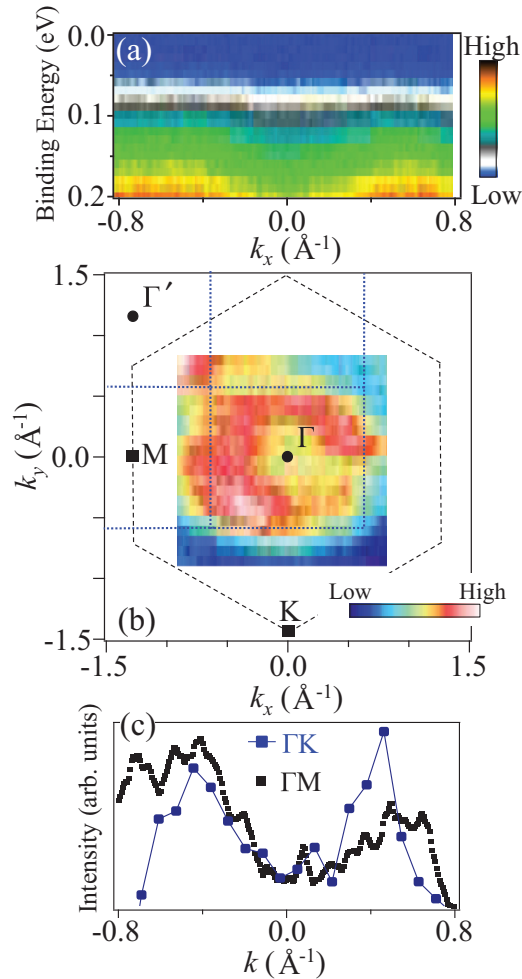 (a)
Binding Energy (eV)
0.0
0.1
0.2
-0.8
0.0
0.8
kₓ (Å⁻¹)
High
Low
(b)
1.5
0.0
-1.5
k_y (Å⁻¹)
Γ′
M
Γ
K
Low High
-1.5
0.0
1.5
kₓ (Å⁻¹)
(c)
ΓK
ΓM
Intensity (arb. units)
-0.8
0.0
0.8
k (Å⁻¹)